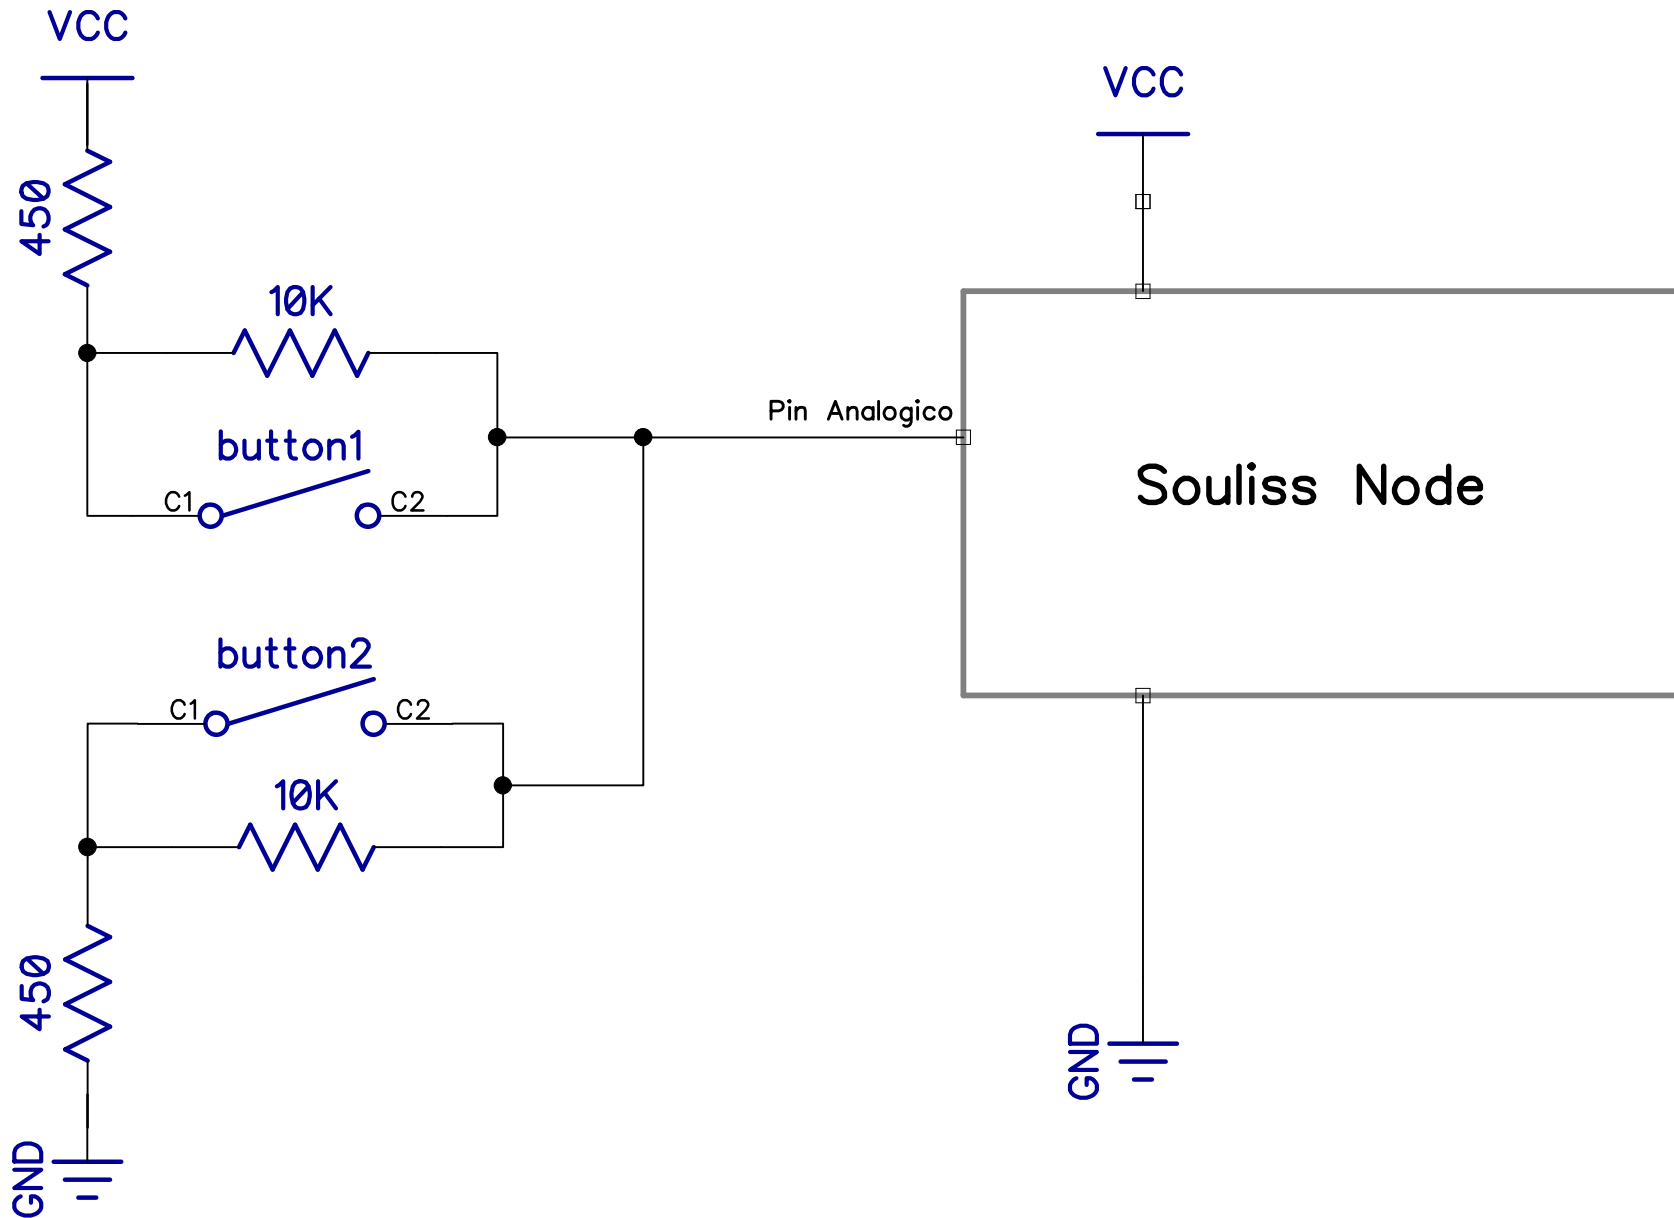 VCC
VCC
450
10K
Pin Analogico
button1
C1
C2
Souliss Node
button2
C1
C2
10K
450
GND
GND